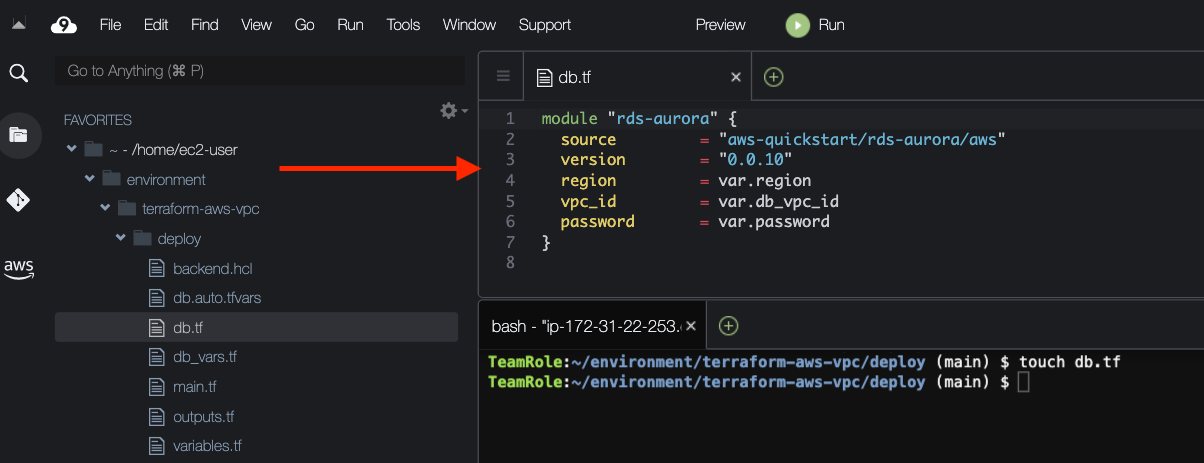 9 File Edit Find View Go Run Tools Window Support Preview Run
Go to Anything (⌘ P)
FAVORITES
~ - /home/ec2-user
environment
terraform-aws-vpc
deploy
backend.hcl
db.auto.tfvars
db.tf
db_vars.tf
main.tf
outputs.tf
variables.tf
aws
db.tf
1 module "rds-aurora" {
2 source = "aws-quickstart/rds-aurora/aws"
3 version = "0.0.10"
4 region = var.region
5 vpc_id = var.db_vpc_id
6 password = var.password
7 }
8
bash - "ip-172-31-22-253.
TeamRole:~/environment/terraform-aws-vpc/deploy (main) $ touch db.tf
TeamRole:~/environment/terraform-aws-vpc/deploy (main) $